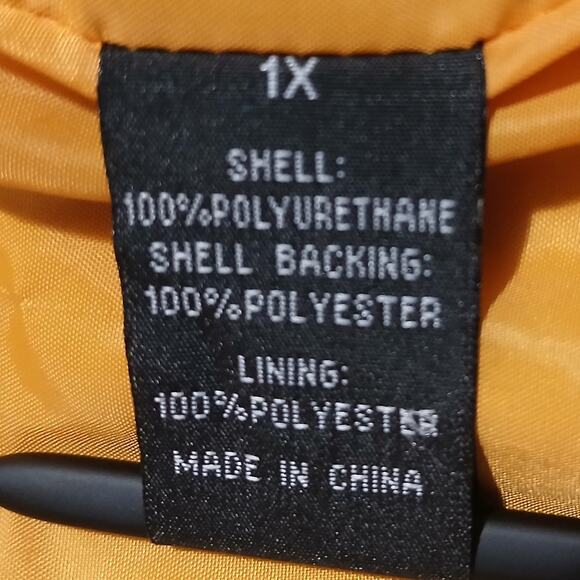 1X
SHELL:
100%POLYURETHANE
SHELL BACKING:
100%POLYESTER
LINING:
100%POLYESTER
MADE IN CHINA